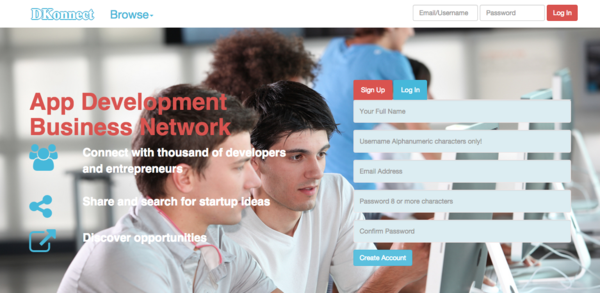 DKonnect
Browse
Email/Username
Password
Log In
App Development
Business Network
Connect with thousand of developers
and entrepreneurs
Share and search for startup ideas
Discover opportunities
Sign Up
Log In
Your Full Name
Username Alphanumeric characters only!
Email Address
Password 8 or more characters
Confirm Password
Create Account